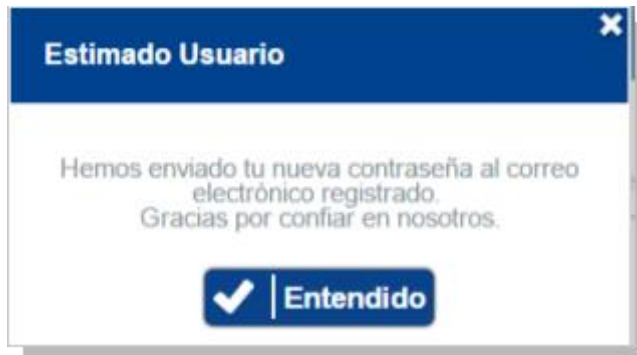 Estimado Usuario
Hemos enviado tu nueva contraseña al correo
electrónico registrado.
Gracias por confiar en nosotros.
Entendido